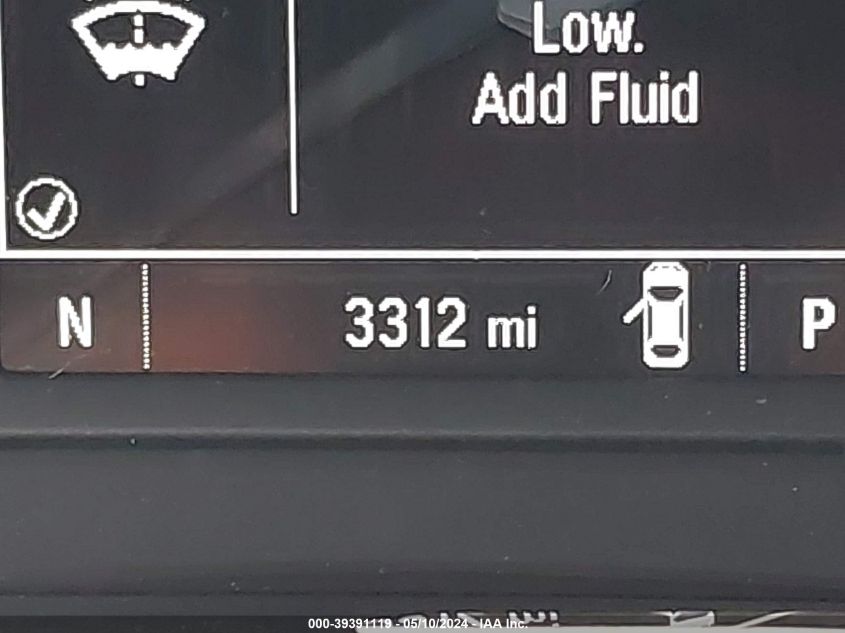 Low.
Add Fluid
N 3312 mi P
000-39391119 - 05/10/2024 - IAA Inc.